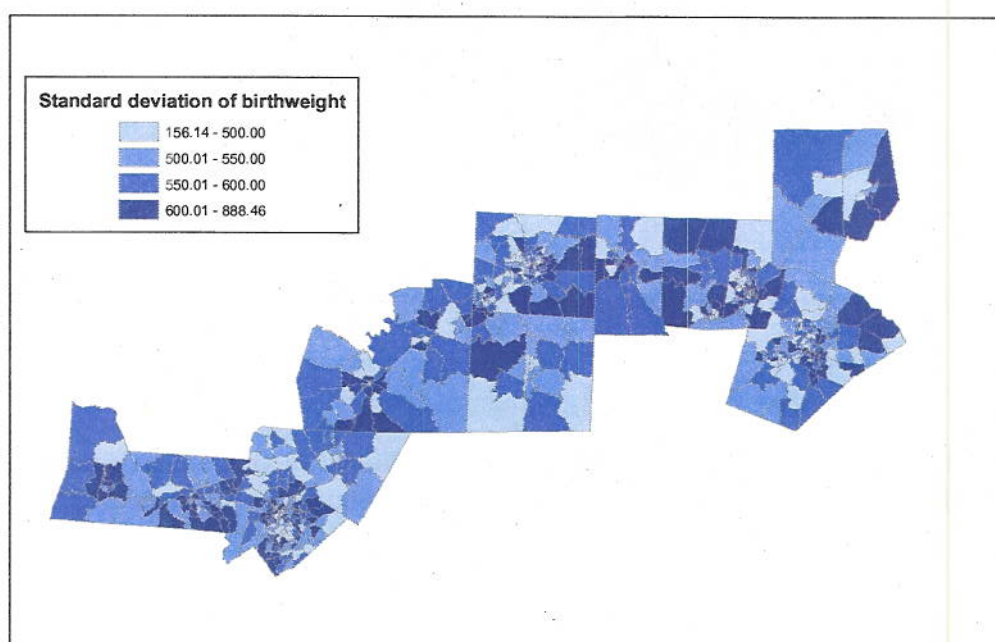 Standard deviation of birthweight
156.14 - 500.00
500.01 - 550.00
550.01 - 600.00
600.01 - 888.46